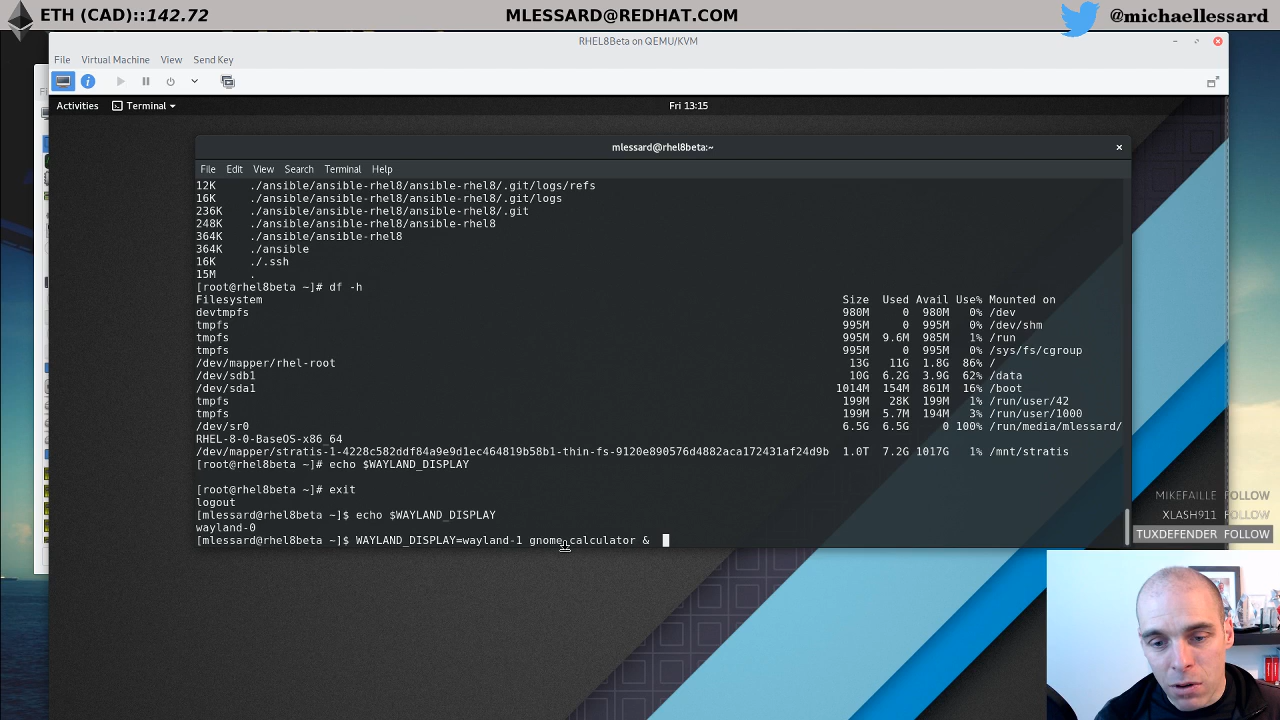 ETH (CAD)::142.72
MLESSARD@REDHAT.COM
@michaellessard
RHEL8Beta on QEMU/KVM
File Virtual Machine View Send Key
Activities Terminal Fri 13:15
mlessard@rhel8beta:~
File Edit View Search Terminal Help
12K ./ansible/ansible-rhel8/ansible-rhel8/.git/logs/refs
16K ./ansible/ansible-rhel8/ansible-rhel8/.git/logs
236K ./ansible/ansible-rhel8/ansible-rhel8/.git
248K ./ansible/ansible-rhel8/ansible-rhel8
364K ./ansible/ansible-rhel8
364K ./ansible
16K ./.ssh
15M .
[root@rhel8beta ~]# df -h
Filesystem Size Used Avail Use% Mounted on
devtmpfs 980M 0 980M 0% /dev
tmpfs 995M 0 995M 0% /dev/shm
tmpfs 995M 9.6M 985M 1% /run
tmpfs 995M 0 995M 0% /sys/fs/cgroup
/dev/mapper/rhel-root 13G 11G 1.8G 86% /
/dev/sdb1 10G 6.2G 3.9G 62% /data
/dev/sda1 1014M 154M 861M 16% /boot
tmpfs 199M 28K 199M 1% /run/user/42
tmpfs 199M 5.7M 194M 3% /run/user/1000
/dev/sr0 6.5G 6.5G 0 100% /run/media/mlessard/
RHEL-8-0-BaseOS-x86_64
/dev/mapper/stratis-1-4228c582ddf84a9e9d1ec464819b58b1-thin-fs-9120e890576d4882aca172431af24d9b 1.0T 7.2G 1017G 1% /mnt/stratis
[root@rhel8beta ~]# echo $WAYLAND_DISPLAY
[root@rhel8beta ~]# exit
logout
[mlessard@rhel8beta ~]$ echo $WAYLAND_DISPLAY
wayland-0
[mlessard@rhel8beta ~]$ WAYLAND_DISPLAY=wayland-1 gnome-calculator &
MIKEFAILLE FOLLOW
XLASH911 FOLLOW
TUXDEFENDER FOLLOW